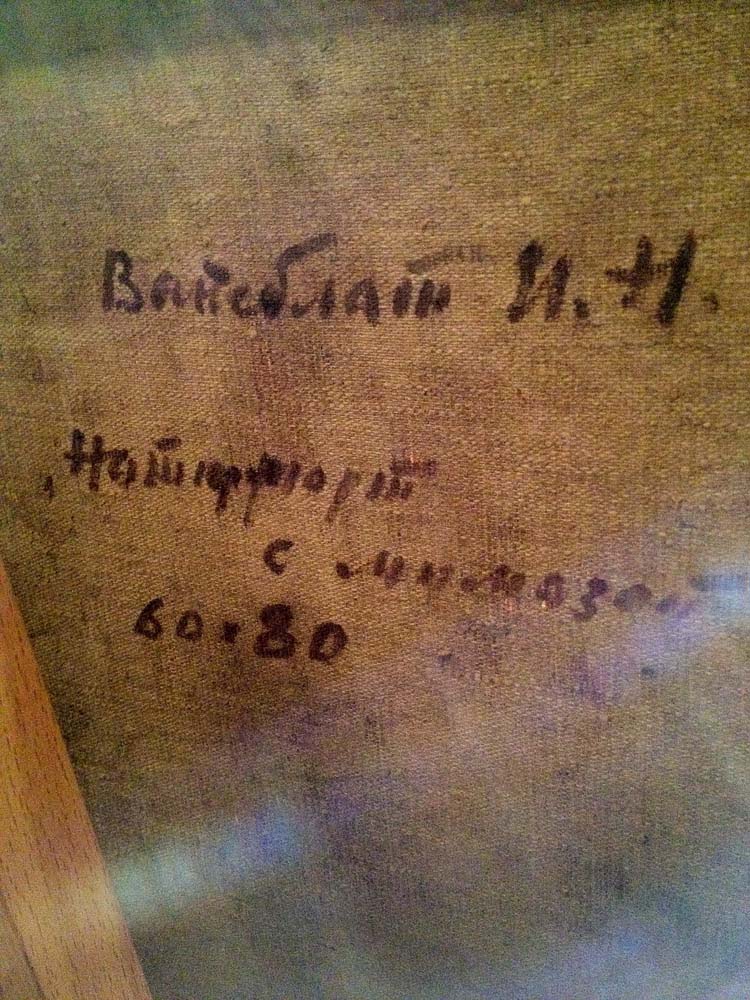 Вайсблат И. Н.
„Натюрморт
с мимозой
60×80